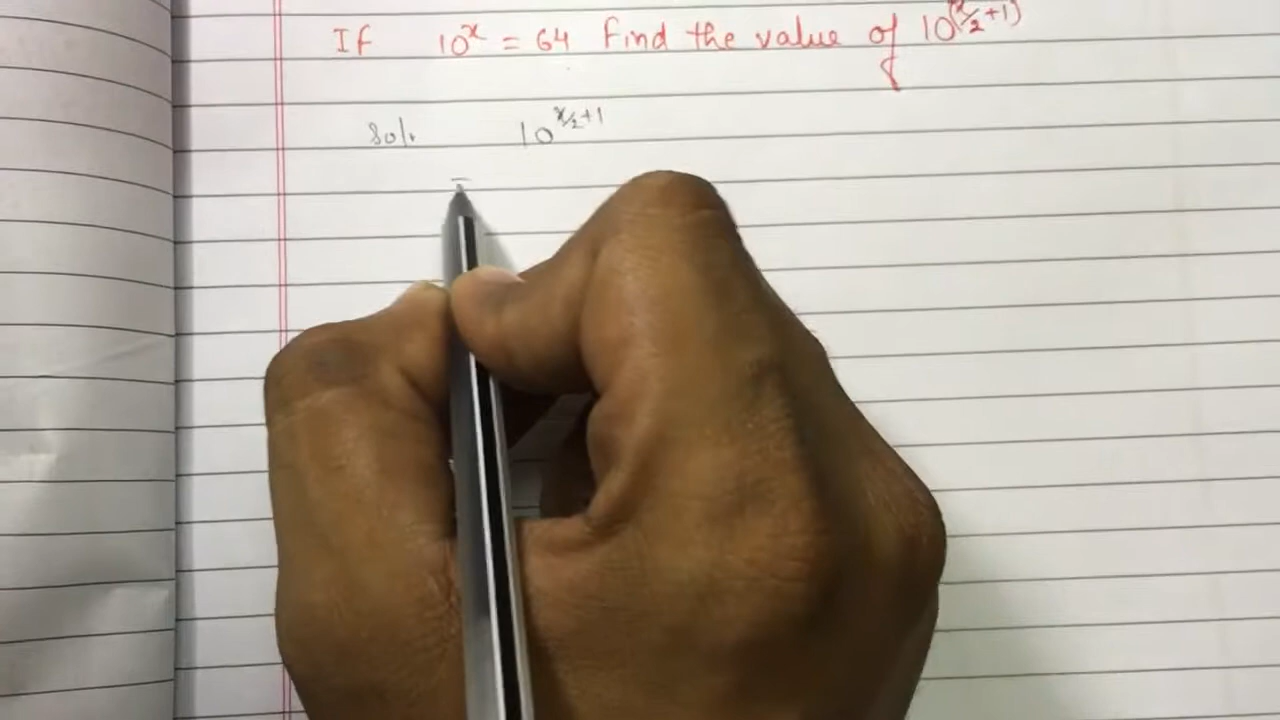 If 10^x = 64 Find the value of 10^(x/2+1)
Sol. 10^x/2+1
=